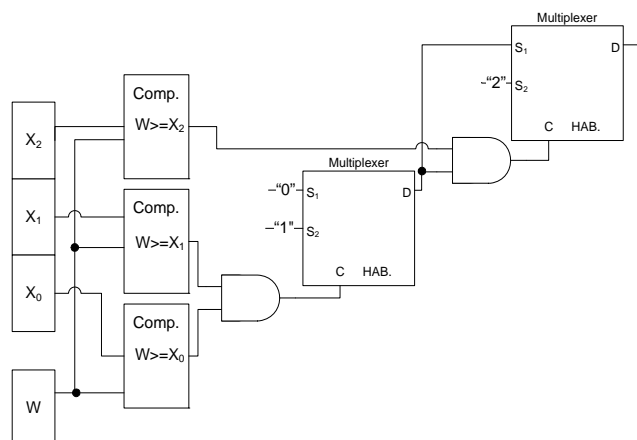 Multiplexer
S1
D
"2"
S2
C HAB.
Comp.
W>=X2
X2
Multiplexer
"0"
S1
D
"1"
S2
C HAB.
Comp.
W>=X1
X1
X0
Comp.
W>=X0
W